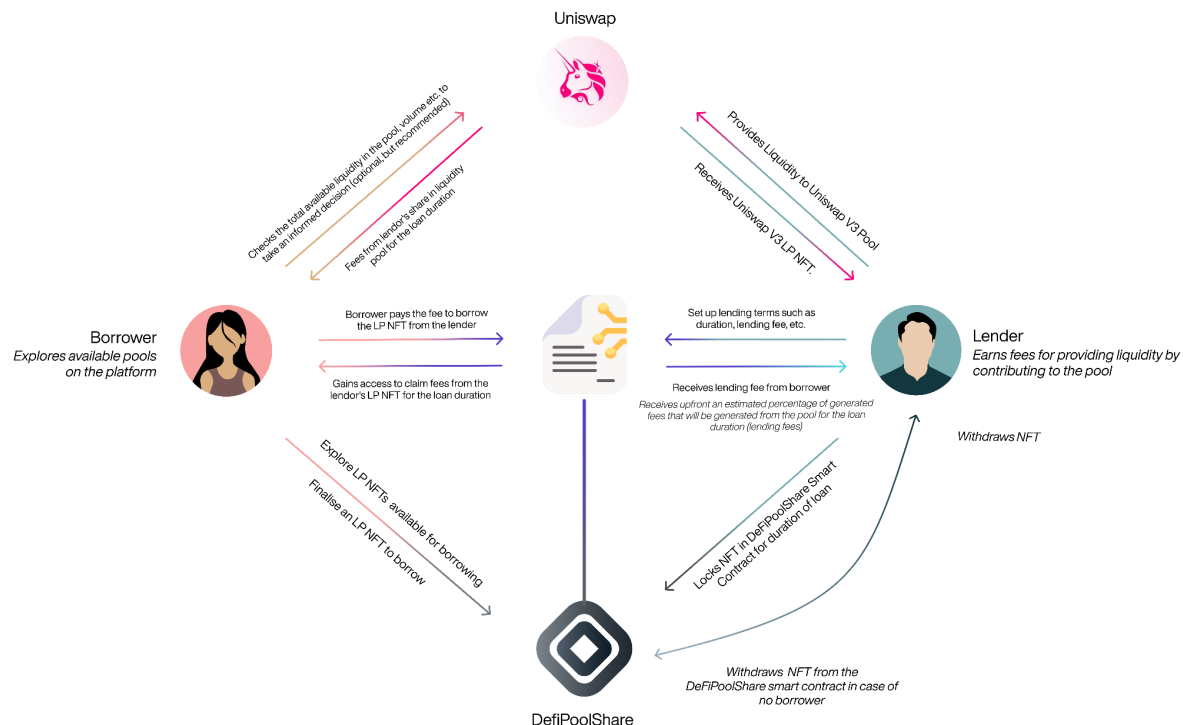 Uniswap
Checks the total available liquidity in the pool, volume etc. to
take an informed decision (optional, but recommended)
Fees from lendor's share in liquidity
pool for the loan duration
Provides Liquidity to Uniswap V3 Pool
Receives Uniswap V3 LP NFT.
Borrower
Explores available pools
on the platform
Borrower pays the fee to borrow
the LP NFT from the lender
Gains access to claim fees from the
lendor's LP NFT for the loan duration
Set up lending terms such as
duration, lending fee, etc.
Receives lending fee from borrower
Receives upfront an estimated percentage of generated
fees that will be generated from the pool for the loan
duration (lending fees)
Lender
Earns fees for providing liquidity by
contributing to the pool
Withdraws NFT
Explore LP NFTs available for borrowing
Finalise an LP NFT to borrow
Locks NFT in DeFiPoolShare Smart
Contract for duration of loan
Withdraws NFT from the
DeFiPoolShare smart contract in case of
no borrower
DefiPoolShare